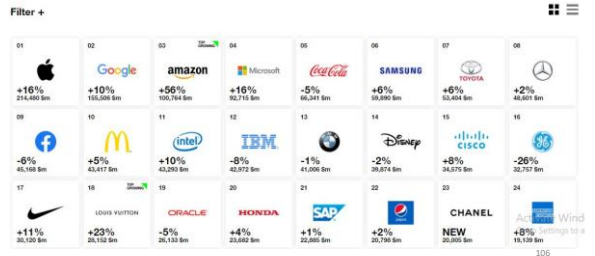 Filter +
01
+16%
214,480 $m
02
Google
+10%
155,506 $m
03
TOP GROWING
amazon
+56%
100,764 $m
04
Microsoft
+16%
92,715 $m
05
Coca-Cola
-5%
66,341 $m
06
SAMSUNG
+6%
59,890 $m
07
TOYOTA
+6%
53,404 $m
08
+2%
48,601 $m
09
-6%
45,168 $m
10
+5%
43,417 $m
11
intel
+10%
43,293 $m
12
IBM
-8%
42,972 $m
13
-1%
41,006 $m
14
Disney
-2%
39,874 $m
15
CISCO
+8%
34,575 $m
16
-26%
32,757 $m
17
+11%
30,120 $m
18
TOP GROWING
LOUIS VUITTON
+23%
28,152 $m
19
ORACLE
-5%
26,133 $m
20
HONDA
+4%
23,682 $m
21
SAP
+1%
22,885 $m
22
pepsi
+2%
20,798 $m
23
CHANEL
NEW
20,005 $m
24
+8%
19,139 $m
106